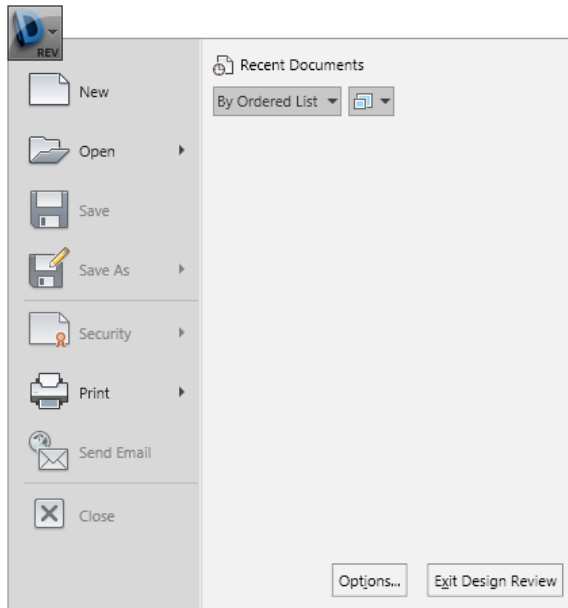 REV
New
Open
Save
Save As
Security
Print
Send Email
Close
Recent Documents
By Ordered List
Options...
Exit Design Review